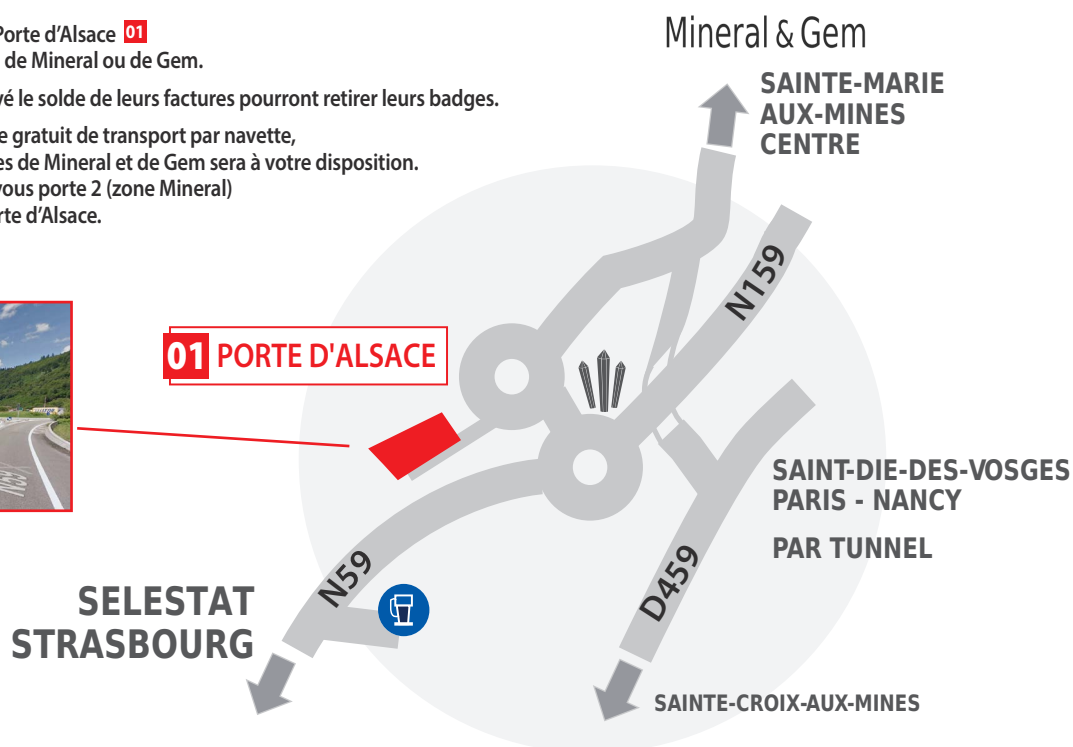 Porte d'Alsace 01
de Mineral ou de Gem.
vé le solde de leurs factures pourront retirer leurs badges.
e gratuit de transport par navette,
es de Mineral et de Gem sera à votre disposition.
vous porte 2 (zone Mineral)
rte d'Alsace.
Mineral & Gem
SAINTE-MARIE
AUX-MINES
CENTRE
N159
01 PORTE D'ALSACE
SAINT-DIE-DES-VOSGES
PARIS - NANCY
PAR TUNNEL
N59
D459
SELESTAT
STRASBOURG
SAINTE-CROIX-AUX-MINES
N59